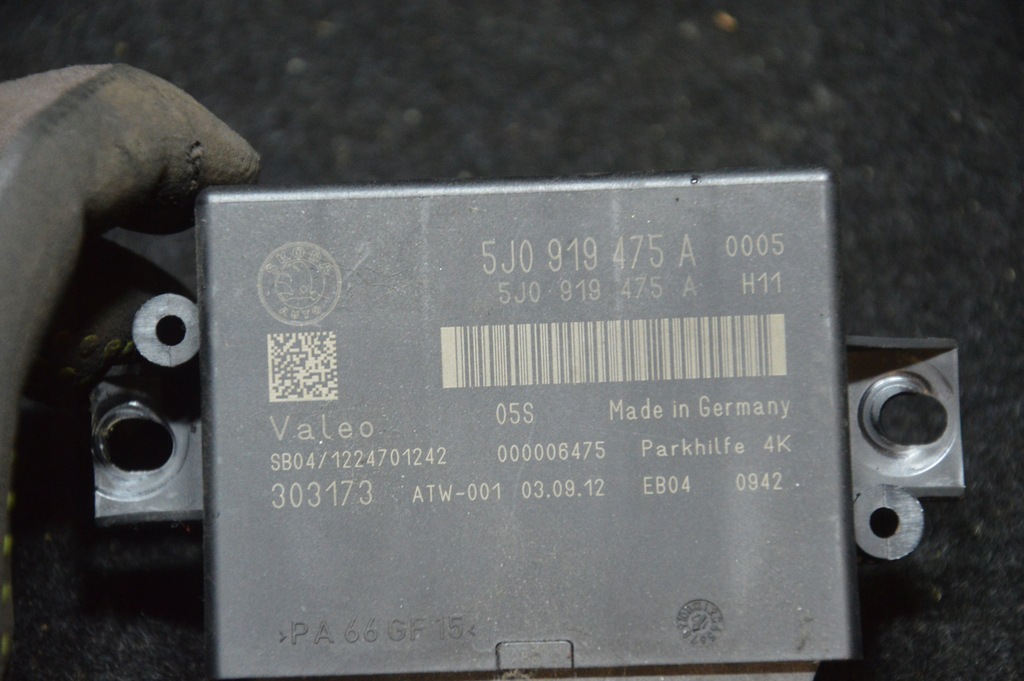 5J0 919 475 A 0005
5J0 919 475 A H11
Valeo 05S Made in Germany
SB04/1224701242 000006475 Parkhilfe 4K
303173 ATW-001 03.09.12 EB04 0942
>PA 66 GF 15<